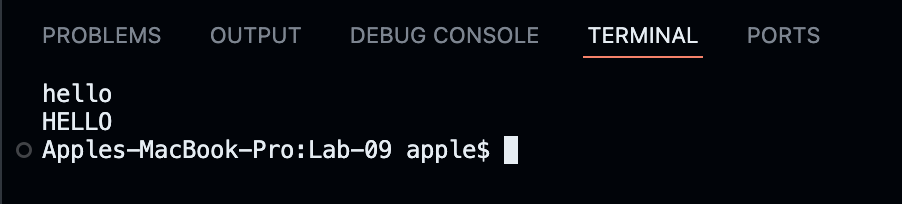 PROBLEMS OUTPUT DEBUG CONSOLE TERMINAL PORTS
hello
HELLO
Apples-MacBook-Pro:Lab-09 apple$